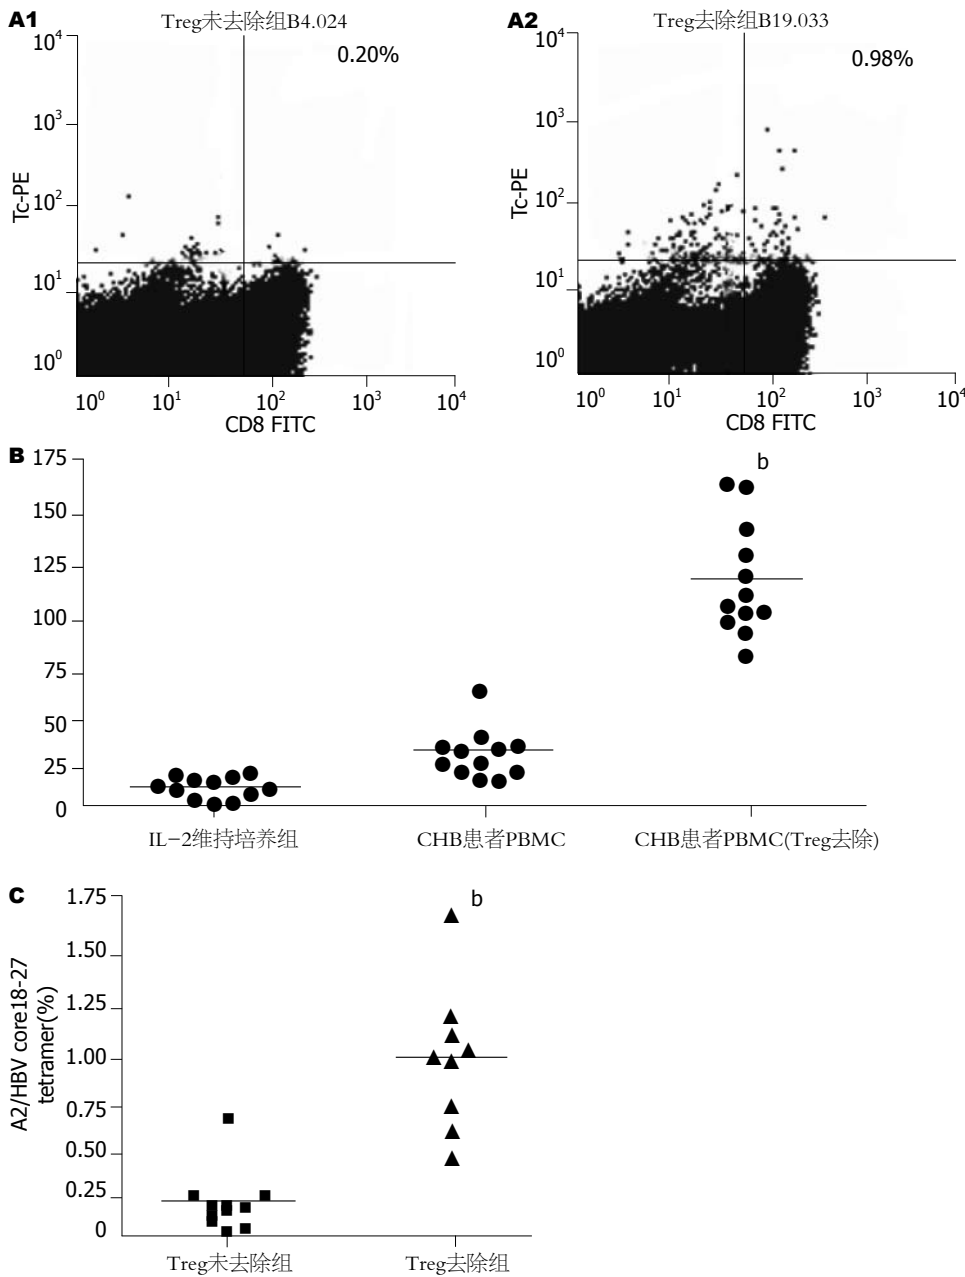 A1
Treg未去除组B4.024
0.20%
10⁴
10³
10²
10¹
10⁰
Tc-PE
10⁰ 10¹ 10² 10³ 10⁴
CD8 FITC
A2
Treg去除组B19.033
0.98%
10⁴
10³
10²
10¹
10⁰
Tc-PE
10⁰ 10¹ 10² 10³ 10⁴
CD8 FITC
B
175
150
125
100
75
50
25
0
b
IL-2维持培养组 CHB患者PBMC CHB患者PBMC(Treg去除)
C
1.75
1.50
1.25
1.00
0.75
0.50
0.25
0
A2/HBV core18-27
tetramer(%)
b
Treg未去除组 Treg去除组